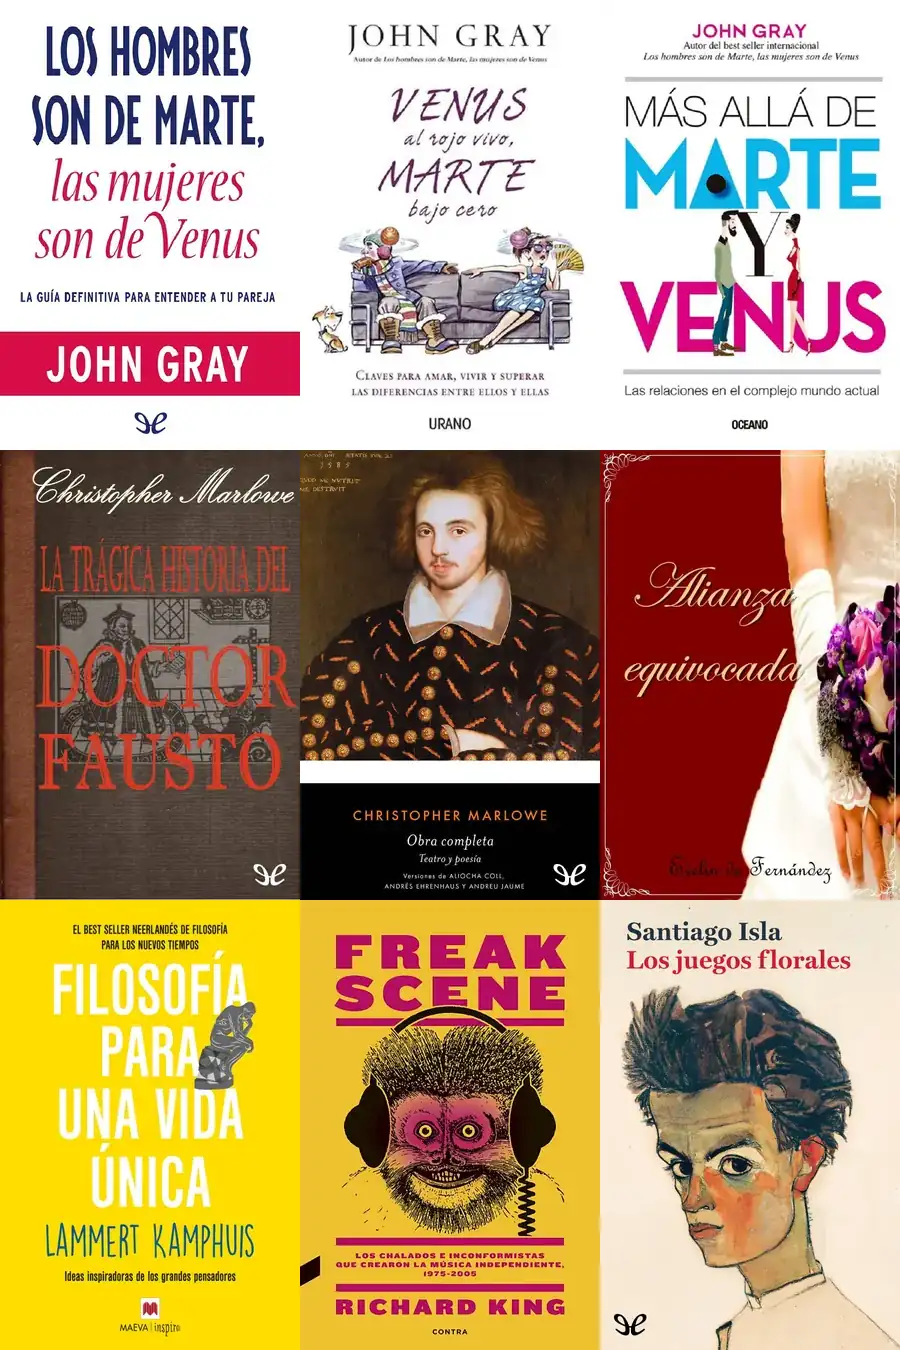 LOS HOMBRES
SON DE MARTE,
las mujeres
son de Venus
LA GUÍA DEFINITIVA PARA ENTENDER A TU PAREJA
JOHN GRAY
JOHN GRAY
Autor de Los hombres son de Marte, las mujeres son de Venus
VENUS
al rojo vivo,
MARTE
bajo cero
CLAVES PARA AMAR, VIVIR Y SUPERAR
LAS DIFERENCIAS ENTRE ELLOS Y ELLAS
URANO
JOHN GRAY
Autor del best seller internacional
Los hombres son de Marte, las mujeres son de Venus
MÁS ALLÁ DE
MARTE
Y
VENUS
Las relaciones en el complejo mundo actual
OCEANO
Christopher Marlowe
LA TRÁGICA HISTORIA DEL
DOCTOR
FAUSTO
1585
CHRISTOPHER MARLOWE
Obra completa
Teatro y poesía
Versiones de ALIOCHA COLL,
ANDRÉS EHRENHAUS Y ANDREU JAUME
Alianza
equivocada
Evelin de Fernández
EL BEST SELLER NEERLANDÉS DE FILOSOFÍA
PARA LOS NUEVOS TIEMPOS
FILOSOFÍA
PARA
UNA VIDA
ÚNICA
LAMMERT KAMPHUIS
Ideas inspiradoras de los grandes pensadores
MAEVA inspira
FREAK
SCENE
LOS CHALADOS E INCONFORMISTAS
QUE CREARON LA MÚSICA INDEPENDIENTE,
1975-2005
RICHARD KING
CONTRA
Santiago Isla
Los juegos florales